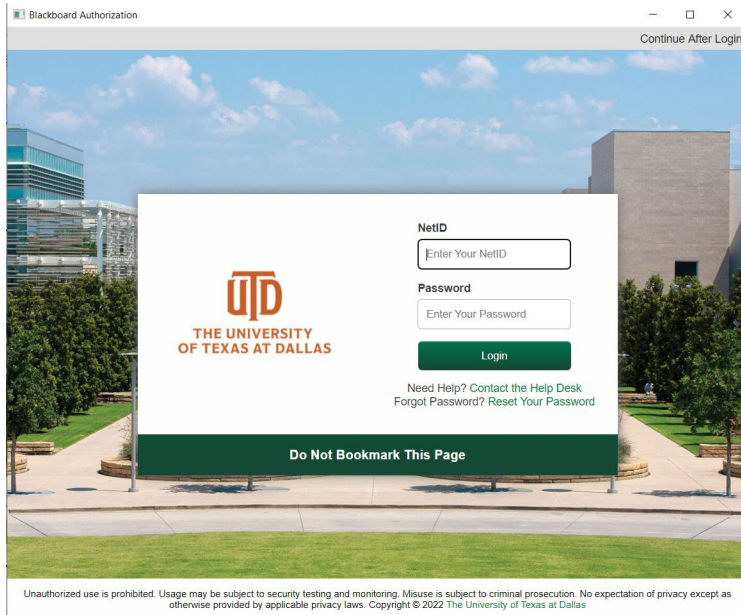 Blackboard Authorization
Continue After Login
NetID
Enter Your NetID
Password
Enter Your Password
Login
Need Help? Contact the Help Desk
Forgot Password? Reset Your Password
UTD
THE UNIVERSITY
OF TEXAS AT DALLAS
Do Not Bookmark This Page
Unauthorized use is prohibited. Usage may be subject to security testing and monitoring. Misuse is subject to criminal prosecution. No expectation of privacy except as
otherwise provided by applicable privacy laws. Copyright © 2022 The University of Texas at Dallas